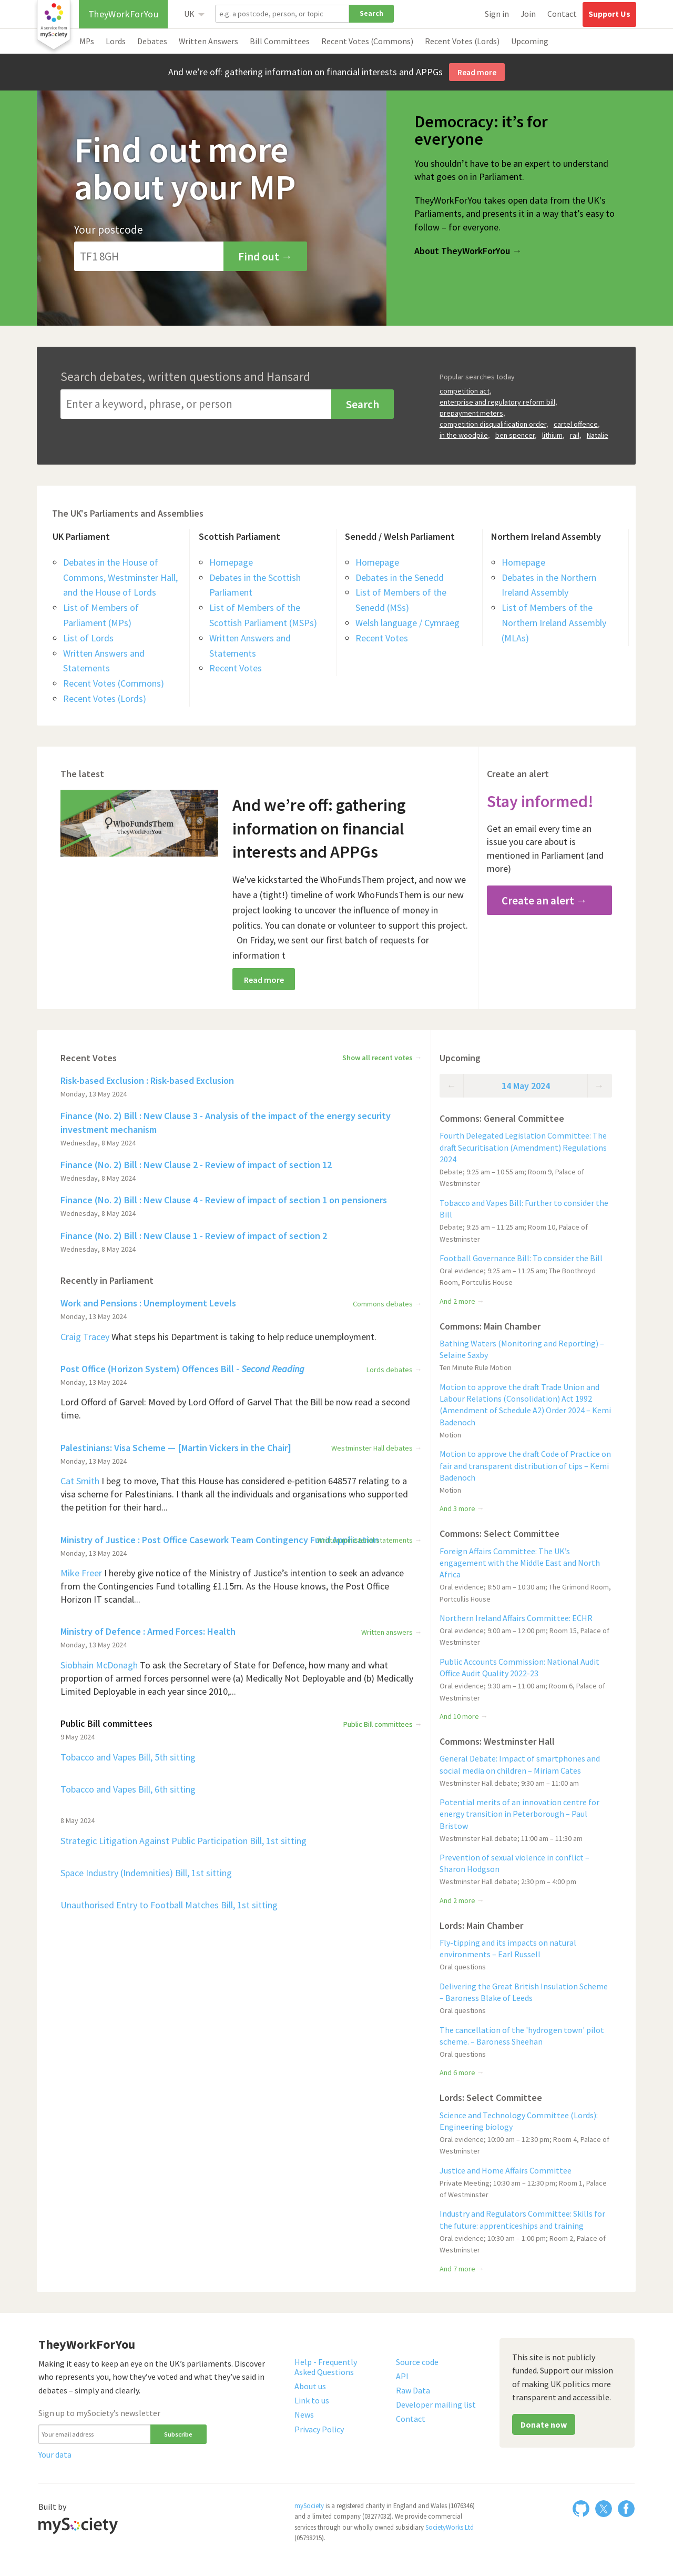 a service from
mySociety
TheyWorkForYou
UK
e.g. a postcode, person, or topic
Search
Sign in
Join
Contact
Support Us
MPs
Lords
Debates
Written Answers
Bill Committees
Recent Votes (Commons)
Recent Votes (Lords)
Upcoming
And we’re off: gathering information on financial interests and APPGs
Read more
Find out more
about your MP
Your postcode
TF1 8GH
Find out →
Democracy: it’s for
everyone
You shouldn’t have to be an expert to understand
what goes on in Parliament.
TheyWorkForYou takes open data from the UK's
Parliaments, and presents it in a way that’s easy to
follow – for everyone.
About TheyWorkForYou →
Search debates, written questions and Hansard
Enter a keyword, phrase, or person
Search
Popular searches today
competition act,
enterprise and regulatory reform bill,
prepayment meters,
competition disqualification order, cartel offence,
in the woodpile, ben spencer, lithium, rail, Natalie
The UK's Parliaments and Assemblies
UK Parliament
Debates in the House of
Commons, Westminster Hall,
and the House of Lords
List of Members of
Parliament (MPs)
List of Lords
Written Answers and
Statements
Recent Votes (Commons)
Recent Votes (Lords)
Scottish Parliament
Homepage
Debates in the Scottish
Parliament
List of Members of the
Scottish Parliament (MSPs)
Written Answers and
Statements
Recent Votes
Senedd / Welsh Parliament
Homepage
Debates in the Senedd
List of Members of the
Senedd (MSs)
Welsh language / Cymraeg
Recent Votes
Northern Ireland Assembly
Homepage
Debates in the Northern
Ireland Assembly
List of Members of the
Northern Ireland Assembly
(MLAs)
The latest
WhoFundsThem
TheyWorkForYou
And we’re off: gathering
information on financial
interests and APPGs
We've kickstarted the WhoFundsThem project, and now we
have a (tight!) timeline of work WhoFundsThem is our new
project looking to uncover the influence of money in
politics. You can donate or volunteer to support this project.
On Friday, we sent our first batch of requests for
information t
Read more
Create an alert
Stay informed!
Get an email every time an
issue you care about is
mentioned in Parliament (and
more)
Create an alert →
Recent Votes
Show all recent votes →
Risk-based Exclusion : Risk-based Exclusion
Monday, 13 May 2024
Finance (No. 2) Bill : New Clause 3 - Analysis of the impact of the energy security
investment mechanism
Wednesday, 8 May 2024
Finance (No. 2) Bill : New Clause 2 - Review of impact of section 12
Wednesday, 8 May 2024
Finance (No. 2) Bill : New Clause 4 - Review of impact of section 1 on pensioners
Wednesday, 8 May 2024
Finance (No. 2) Bill : New Clause 1 - Review of impact of section 2
Wednesday, 8 May 2024
Recently in Parliament
Work and Pensions : Unemployment Levels
Commons debates →
Monday, 13 May 2024
Craig Tracey What steps his Department is taking to help reduce unemployment.
Post Office (Horizon System) Offences Bill - Second Reading
Lords debates →
Monday, 13 May 2024
Lord Offord of Garvel: Moved by Lord Offord of Garvel That the Bill be now read a second
time.
Palestinians: Visa Scheme — [Martin Vickers in the Chair]
Westminster Hall debates →
Monday, 13 May 2024
Cat Smith I beg to move, That this House has considered e-petition 648577 relating to a
visa scheme for Palestinians. I thank all the individuals and organisations who supported
the petition for their hard...
Ministry of Justice : Post Office Casework Team Contingency Fund Application
statements →
Monday, 13 May 2024
Mike Freer I hereby give notice of the Ministry of Justice’s intention to seek an advance
from the Contingencies Fund totalling £1.15m. As the House knows, the Post Office
Horizon IT scandal...
Ministry of Defence : Armed Forces: Health
Written answers →
Monday, 13 May 2024
Siobhain McDonagh To ask the Secretary of State for Defence, how many and what
proportion of armed forces personnel were (a) Medically Not Deployable and (b) Medically
Limited Deployable in each year since 2010,...
Public Bill committees
Public Bill committees →
9 May 2024
Tobacco and Vapes Bill, 5th sitting
Tobacco and Vapes Bill, 6th sitting
8 May 2024
Strategic Litigation Against Public Participation Bill, 1st sitting
Space Industry (Indemnities) Bill, 1st sitting
Unauthorised Entry to Football Matches Bill, 1st sitting
Upcoming
← 14 May 2024 →
Commons: General Committee
Fourth Delegated Legislation Committee: The
draft Securitisation (Amendment) Regulations
2024
Debate; 9:25 am – 10:55 am; Room 9, Palace of
Westminster
Tobacco and Vapes Bill: Further to consider the
Bill
Debate; 9:25 am – 11:25 am; Room 10, Palace of
Westminster
Football Governance Bill: To consider the Bill
Oral evidence; 9:25 am – 11:25 am; The Boothroyd
Room, Portcullis House
And 2 more →
Commons: Main Chamber
Bathing Waters (Monitoring and Reporting) –
Selaine Saxby
Ten Minute Rule Motion
Motion to approve the draft Trade Union and
Labour Relations (Consolidation) Act 1992
(Amendment of Schedule A2) Order 2024 – Kemi
Badenoch
Motion
Motion to approve the draft Code of Practice on
fair and transparent distribution of tips – Kemi
Badenoch
Motion
And 3 more →
Commons: Select Committee
Foreign Affairs Committee: The UK’s
engagement with the Middle East and North
Africa
Oral evidence; 8:50 am – 10:30 am; The Grimond Room,
Portcullis House
Northern Ireland Affairs Committee: ECHR
Oral evidence; 9:00 am – 12:00 pm; Room 15, Palace of
Westminster
Public Accounts Commission: National Audit
Office Audit Quality 2022-23
Oral evidence; 9:30 am – 11:00 am; Room 6, Palace of
Westminster
And 10 more →
Commons: Westminster Hall
General Debate: Impact of smartphones and
social media on children – Miriam Cates
Westminster Hall debate; 9:30 am – 11:00 am
Potential merits of an innovation centre for
energy transition in Peterborough – Paul
Bristow
Westminster Hall debate; 11:00 am – 11:30 am
Prevention of sexual violence in conflict –
Sharon Hodgson
Westminster Hall debate; 2:30 pm – 4:00 pm
And 2 more →
Lords: Main Chamber
Fly-tipping and its impacts on natural
environments – Earl Russell
Oral questions
Delivering the Great British Insulation Scheme
– Baroness Blake of Leeds
Oral questions
The cancellation of the 'hydrogen town' pilot
scheme. – Baroness Sheehan
Oral questions
And 6 more →
Lords: Select Committee
Science and Technology Committee (Lords):
Engineering biology
Oral evidence; 10:00 am – 12:30 pm; Room 4, Palace of
Westminster
Justice and Home Affairs Committee
Private Meeting; 10:30 am – 12:30 pm; Room 1, Palace
of Westminster
Industry and Regulators Committee: Skills for
the future: apprenticeships and training
Oral evidence; 10:30 am – 1:00 pm; Room 2, Palace of
Westminster
And 7 more →
TheyWorkForYou
Making it easy to keep an eye on the UK’s parliaments. Discover
who represents you, how they’ve voted and what they’ve said in
debates – simply and clearly.
Sign up to mySociety’s newsletter
Your email address
Subscribe
Your data
Help - Frequently
Asked Questions
About us
Link to us
News
Privacy Policy
Source code
API
Raw Data
Developer mailing list
Contact
This site is not publicly
funded. Support our mission
of making UK politics more
transparent and accessible.
Donate now
Built by
mySociety
mySociety is a registered charity in England and Wales (1076346)
and a limited company (03277032). We provide commercial
services through our wholly owned subsidiary SocietyWorks Ltd
(05798215).